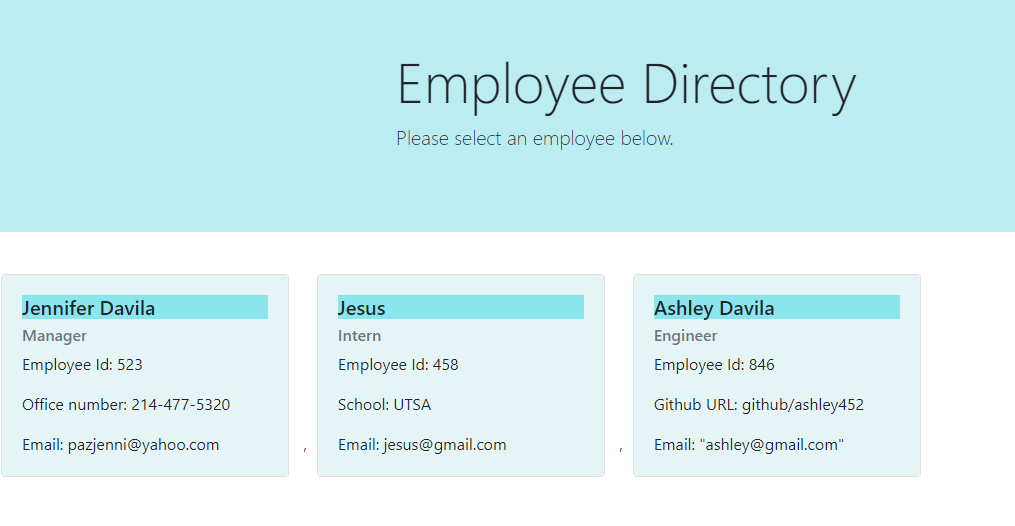 Employee Directory
Please select an employee below.
Jennifer Davila
Manager
Employee Id: 523
Office number: 214-477-5320
Email: pazjenni@yahoo.com
,
Jesus
Intern
Employee Id: 458
School: UTSA
Email: jesus@gmail.com
,
Ashley Davila
Engineer
Employee Id: 846
Github URL: github/ashley452
Email: "ashley@gmail.com"